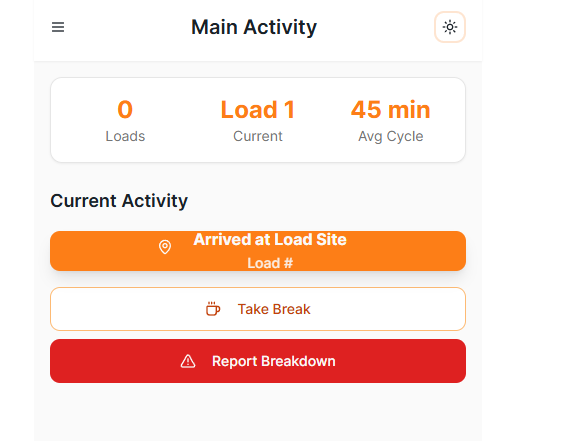 Main Activity
0 Load 1 45 min
Loads Current Avg Cycle
Current Activity
Arrived at Load Site
Load #
Take Break
Report Breakdown